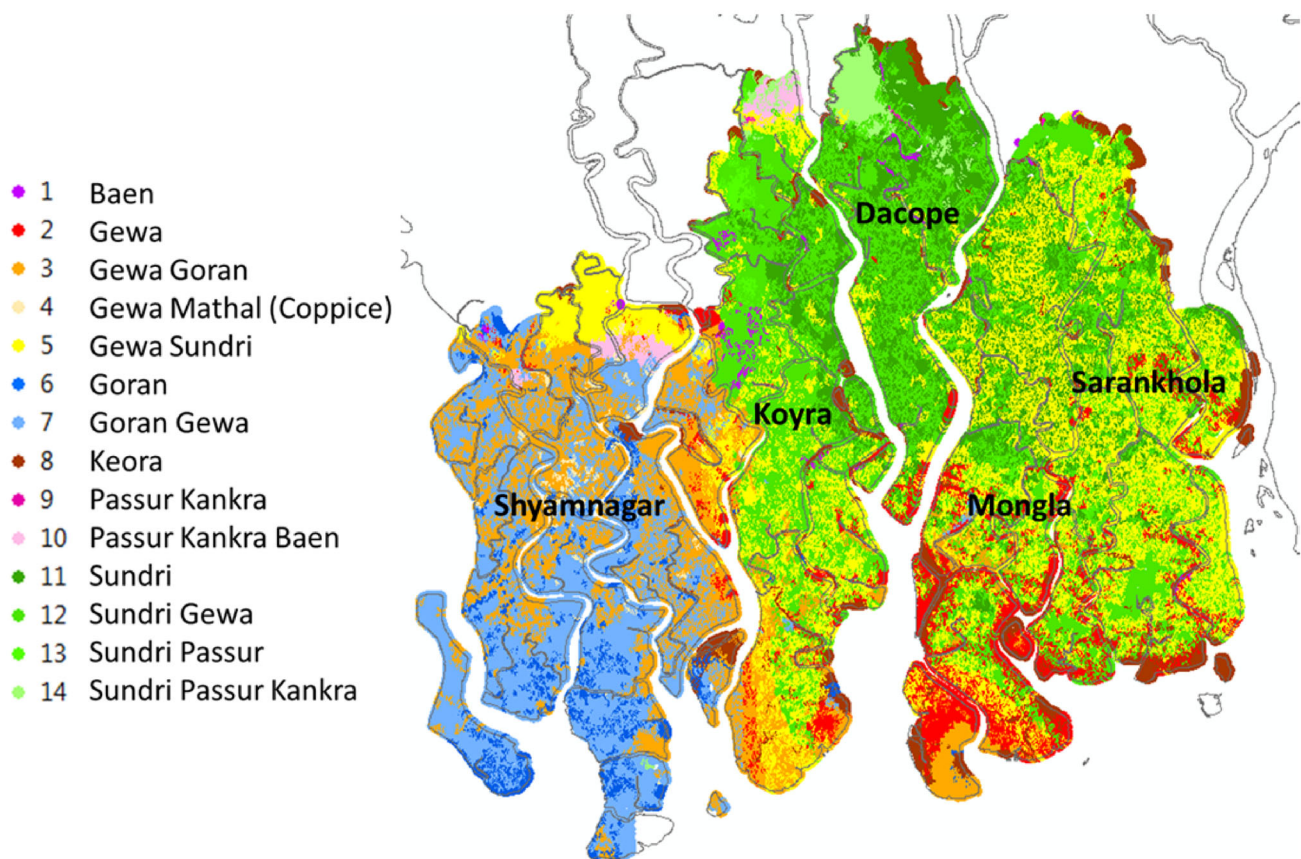 1 Baen
2 Gewa
3 Gewa Goran
4 Gewa Mathal (Coppice)
5 Gewa Sundri
6 Goran
7 Goran Gewa
8 Keora
9 Passur Kankra
10 Passur Kankra Baen
11 Sundri
12 Sundri Gewa
13 Sundri Passur
14 Sundri Passur Kankra
Dacope
Sarankhola
Koyra
Shyamnagar
Mongla